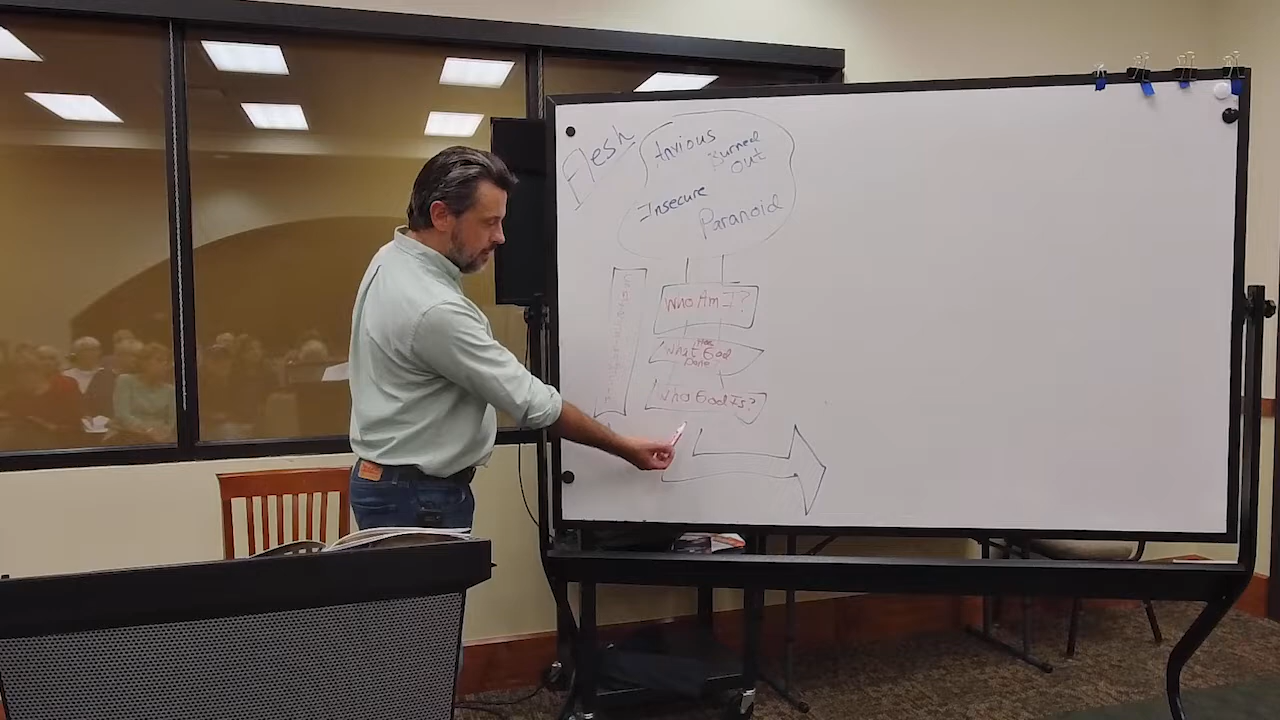 Flesh
Anxious
Burned
Out
Insecure
Paranoid
Who Am I?
What God
Has
Done
Who God Is?